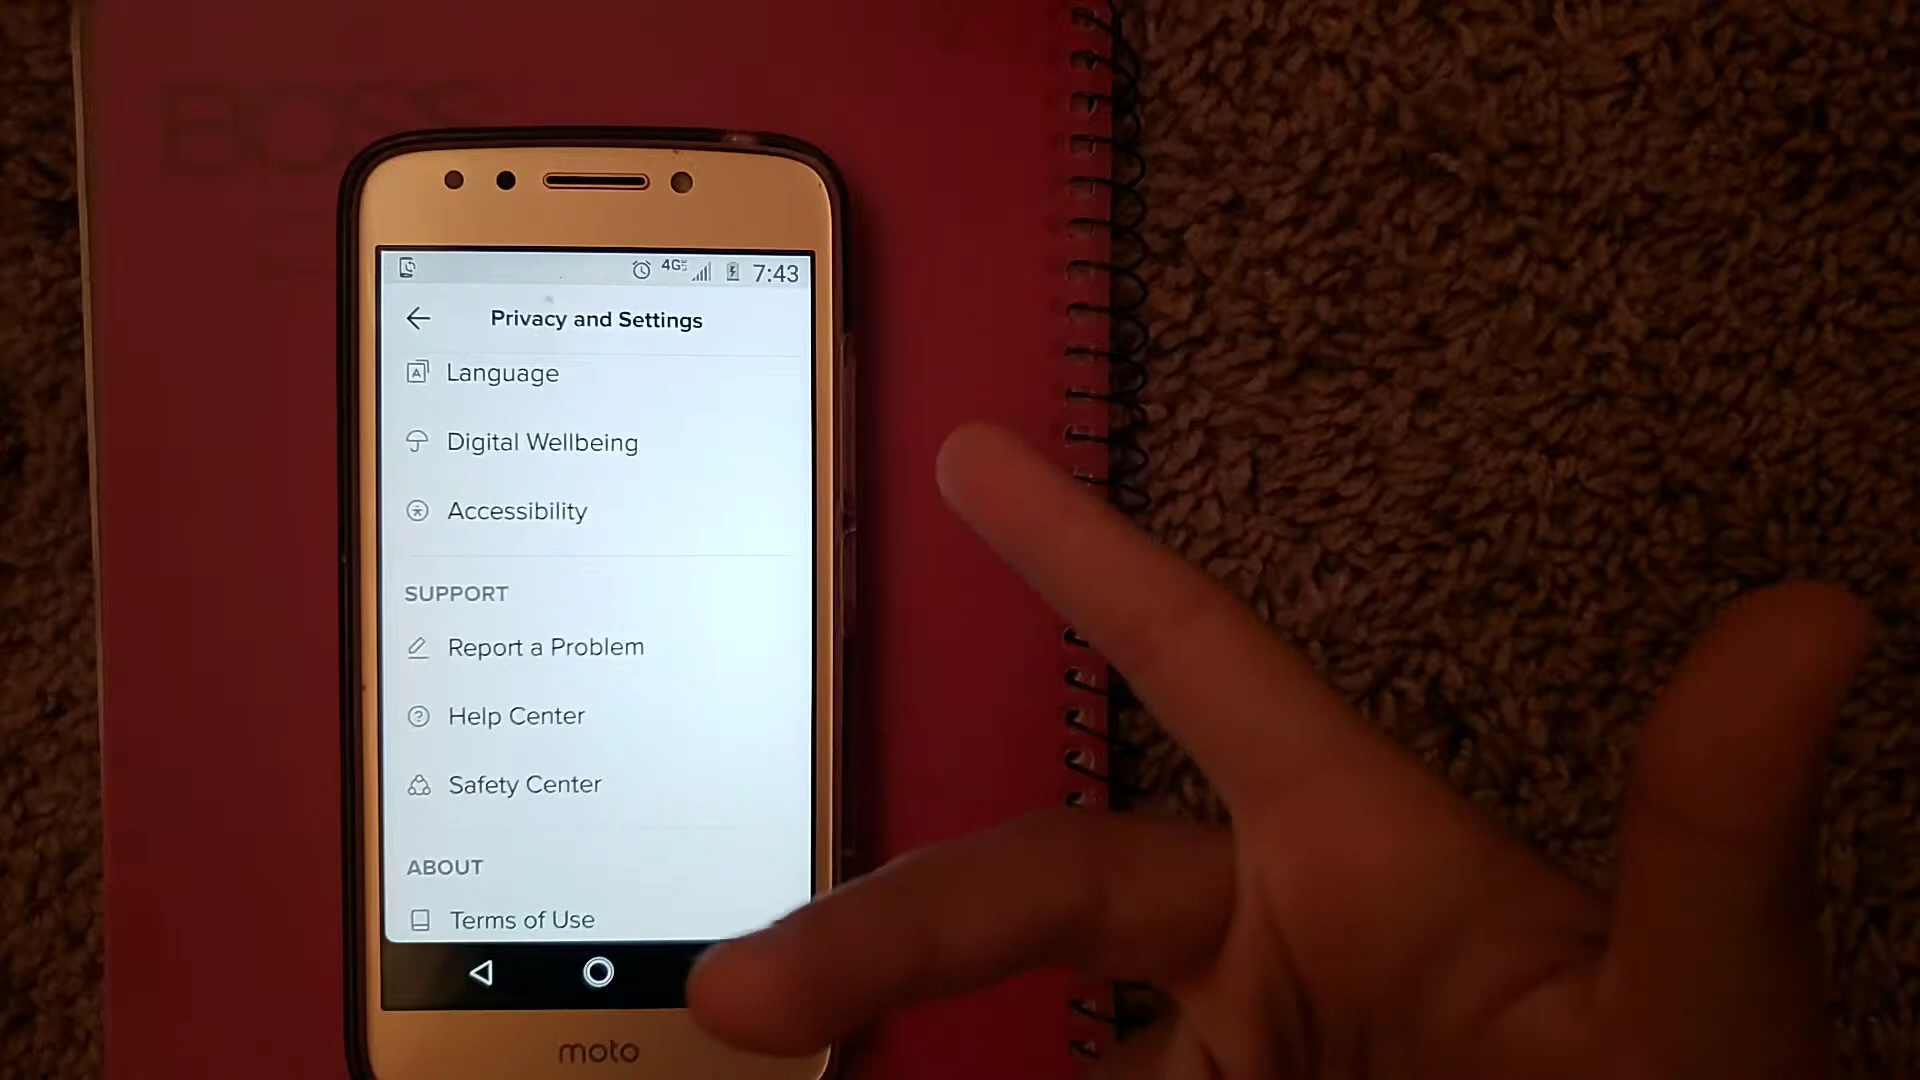 BOSS
4G
7:43
Privacy and Settings
Language
Digital Wellbeing
Accessibility
SUPPORT
Report a Problem
Help Center
Safety Center
ABOUT
Terms of Use
moto